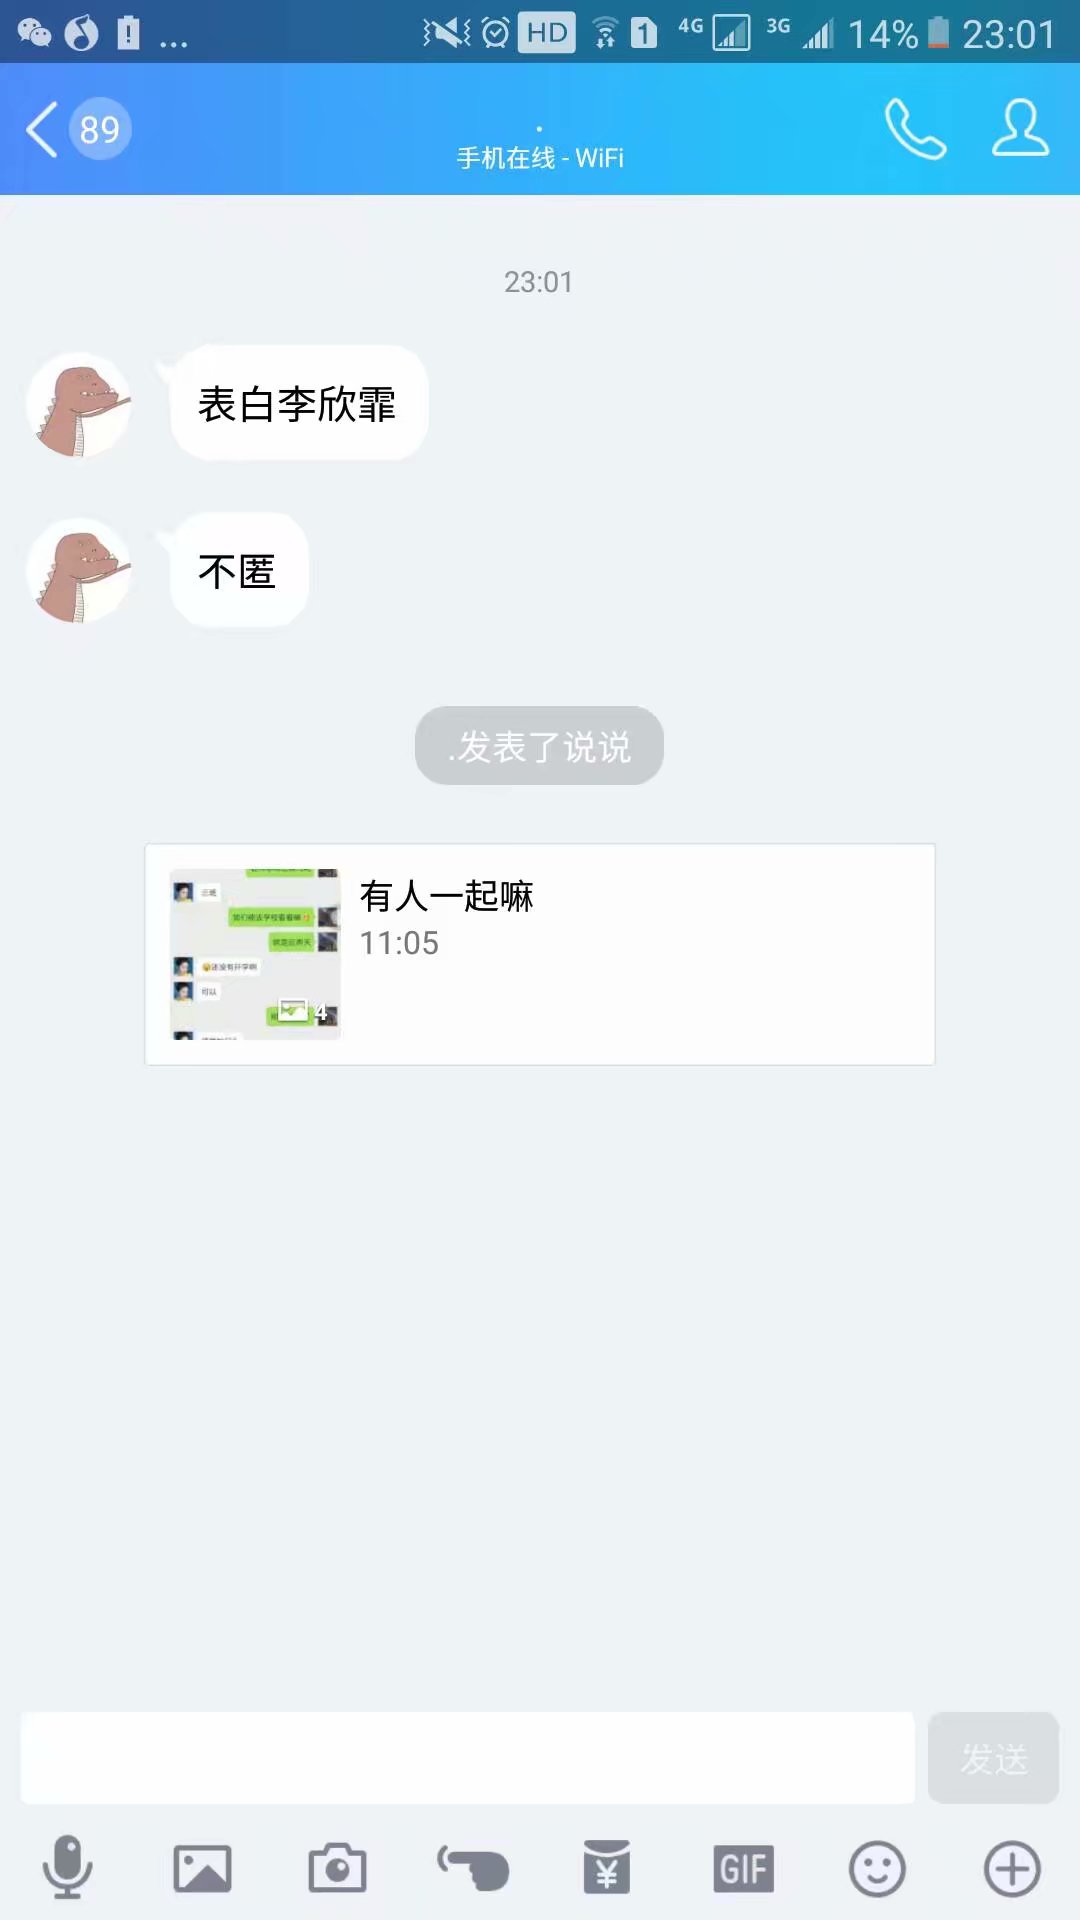 ... HD 1 4G 3G 14% 23:01
89
.
手机在线 - WiFi
23:01
表白李欣霏
不匿
.发表了说说
有人一起嘛
11:05
可以
4
发送
GIF